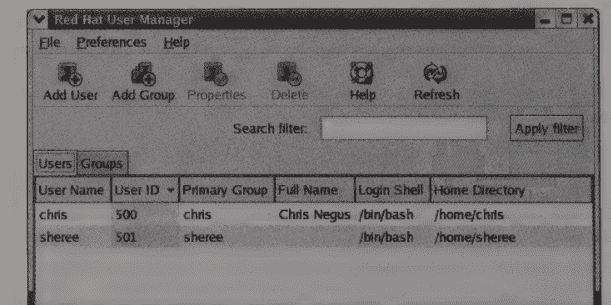 Red Hat User Manager
File Preferences Help
Add User Add Group Properties Delete Help Refresh
Search filter: Apply filter
Users Groups
User Name User ID Primary Group Full Name Login Shell Home Directory
chris 500 chris Chris Negus /bin/bash /home/chris
sheree 501 sheree /bin/bash /home/sheree